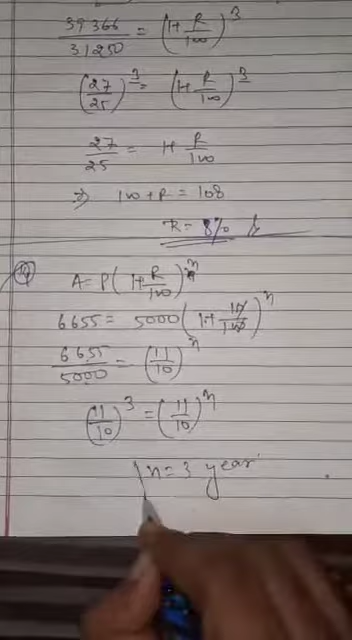 39366/31250 = (1+R/100)^3
(27/25)^3 = (1+R/100)^3
27/25 = 1+R/100
⇒ 100+R = 108
R = 8%
14 A = P(1+R/100)^n
6655 = 5000(1+10/100)^n
6655/5000 = (11/10)^n
(11/10)^3 = (11/10)^n
n = 3 year